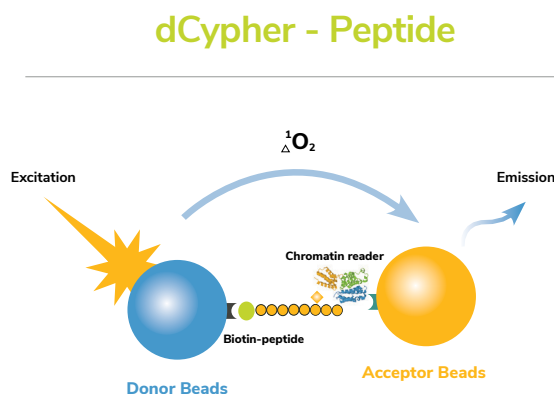 dCypher - Peptide
¹O₂
△
Excitation
Emission
Chromatin reader
Biotin-peptide
Acceptor Beads
Donor Beads